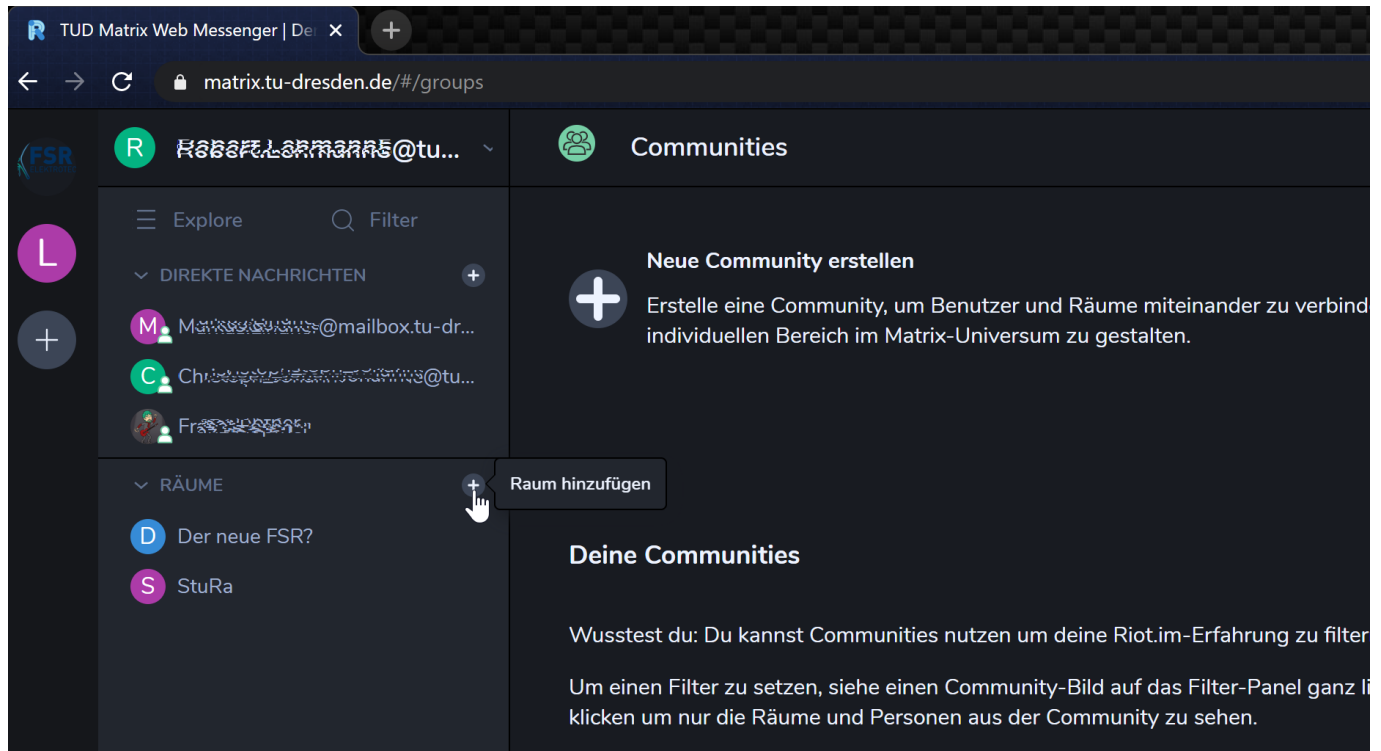 TUD Matrix Web Messenger | De
matrix.tu-dresden.de/#/groups
FSR
R
@tu...
Communities
Explore
Filter
L
DIREKTE NACHRICHTEN
M
@mailbox.tu-dr...
C
@tu...
RÄUME
Raum hinzufügen
D
Der neue FSR?
S
StuRa
Neue Community erstellen
Erstelle eine Community, um Benutzer und Räume miteinander zu verbind
individuellen Bereich im Matrix-Universum zu gestalten.
Deine Communities
Wusstest du: Du kannst Communities nutzen um deine Riot.im-Erfahrung zu filter
Um einen Filter zu setzen, siehe einen Community-Bild auf das Filter-Panel ganz li
klicken um nur die Räume und Personen aus der Community zu sehen.